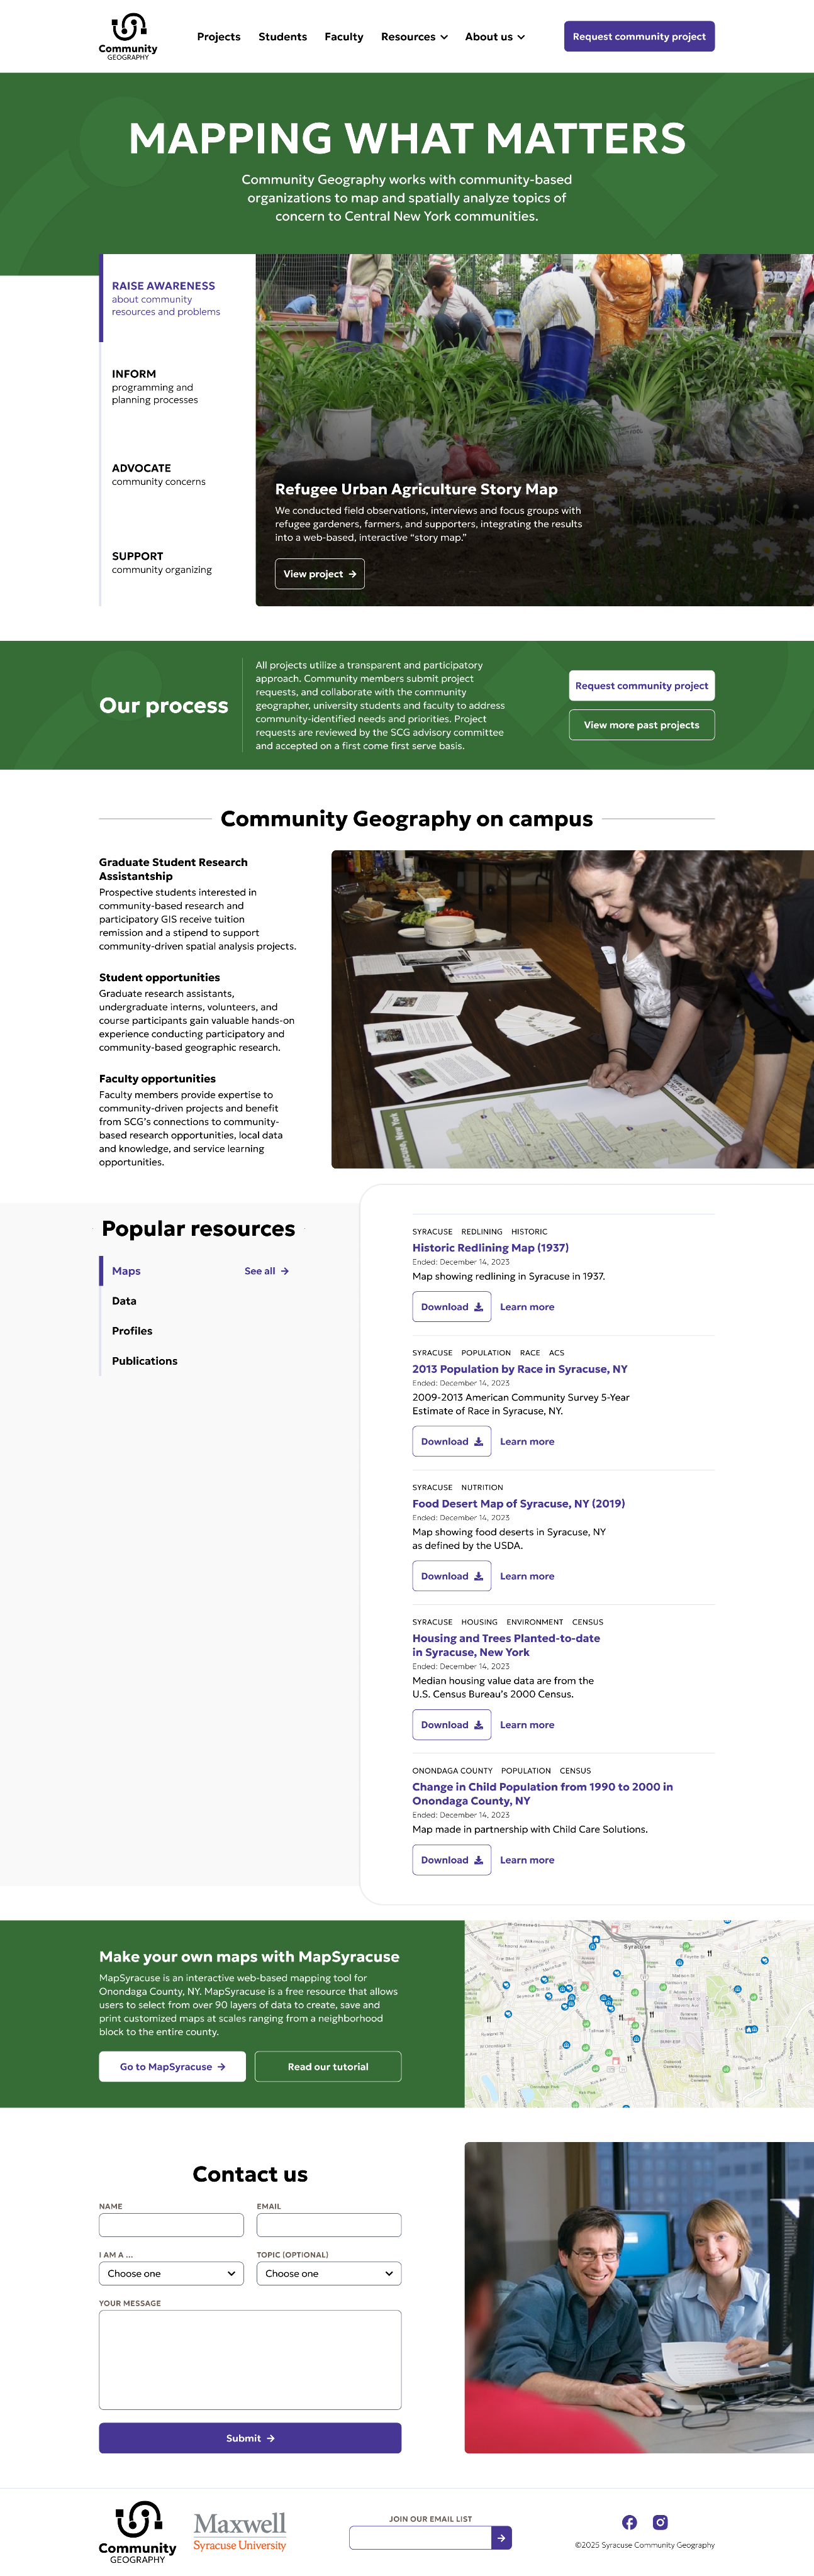 Community
GEOGRAPHY
Projects
Students
Faculty
Resources
About us
Request community project
MAPPING WHAT MATTERS
Community Geography works with community-based
organizations to map and spatially analyze topics of
concern to Central New York communities.
RAISE AWARENESS
about community
resources and problems
INFORM
programming and
planning processes
ADVOCATE
community concerns
SUPPORT
community organizing
Refugee Urban Agriculture Story Map
We conducted field observations, interviews and focus groups with
refugee gardeners, farmers, and supporters, integrating the results
into a web-based, interactive “story map.”
View project
Our process
All projects utilize a transparent and participatory
approach. Community members submit project
requests, and collaborate with the community
geographer, university students and faculty to address
community-identified needs and priorities. Project
requests are reviewed by the SCG advisory committee
and accepted on a first come first serve basis.
Request community project
View more past projects
Community Geography on campus
Graduate Student Research
Assistantship
Prospective students interested in
community-based research and
participatory GIS receive tuition
remission and a stipend to support
community-driven spatial analysis projects.
Student opportunities
Graduate research assistants,
undergraduate interns, volunteers, and
course participants gain valuable hands-on
experience conducting participatory and
community-based geographic research.
Faculty opportunities
Faculty members provide expertise to
community-driven projects and benefit
from SCG’s connections to community-
based research opportunities, local data
and knowledge, and service learning
opportunities.
Popular resources
Maps
See all
Data
Profiles
Publications
SYRACUSE REDLINING HISTORIC
Historic Redlining Map (1937)
Ended: December 14, 2023
Map showing redlining in Syracuse in 1937.
Download
Learn more
SYRACUSE POPULATION RACE ACS
2013 Population by Race in Syracuse, NY
Ended: December 14, 2023
2009-2013 American Community Survey 5-Year
Estimate of Race in Syracuse, NY.
Download
Learn more
SYRACUSE NUTRITION
Food Desert Map of Syracuse, NY (2019)
Ended: December 14, 2023
Map showing food deserts in Syracuse, NY
as defined by the USDA.
Download
Learn more
SYRACUSE HOUSING ENVIRONMENT CENSUS
Housing and Trees Planted-to-date
in Syracuse, New York
Ended: December 14, 2023
Median housing value data are from the
U.S. Census Bureau’s 2000 Census.
Download
Learn more
ONONDAGA COUNTY POPULATION CENSUS
Change in Child Population from 1990 to 2000 in
Onondaga County, NY
Ended: December 14, 2023
Map made in partnership with Child Care Solutions.
Download
Learn more
Make your own maps with MapSyracuse
MapSyracuse is an interactive web-based mapping tool for
Onondaga County, NY. MapSyracuse is a free resource that allows
users to select from over 90 layers of data to create, save and
print customized maps at scales ranging from a neighborhood
block to the entire county.
Go to MapSyracuse
Read our tutorial
Syracuse
Contact us
NAME
EMAIL
I AM A ...
TOPIC (OPTIONAL)
Choose one
Choose one
YOUR MESSAGE
Submit
Community
GEOGRAPHY
Maxwell
Syracuse University
JOIN OUR EMAIL LIST
©2025 Syracuse Community Geography